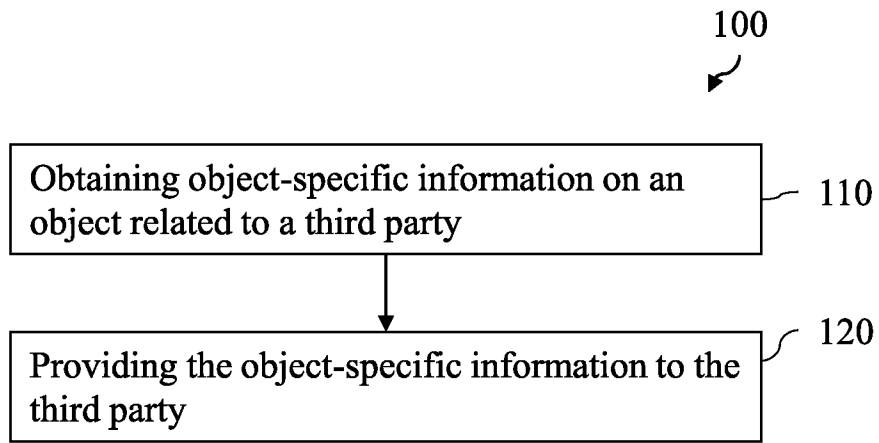 100
Obtaining object-specific information on an
object related to a third party
110
Providing the object-specific information to the
third party
120